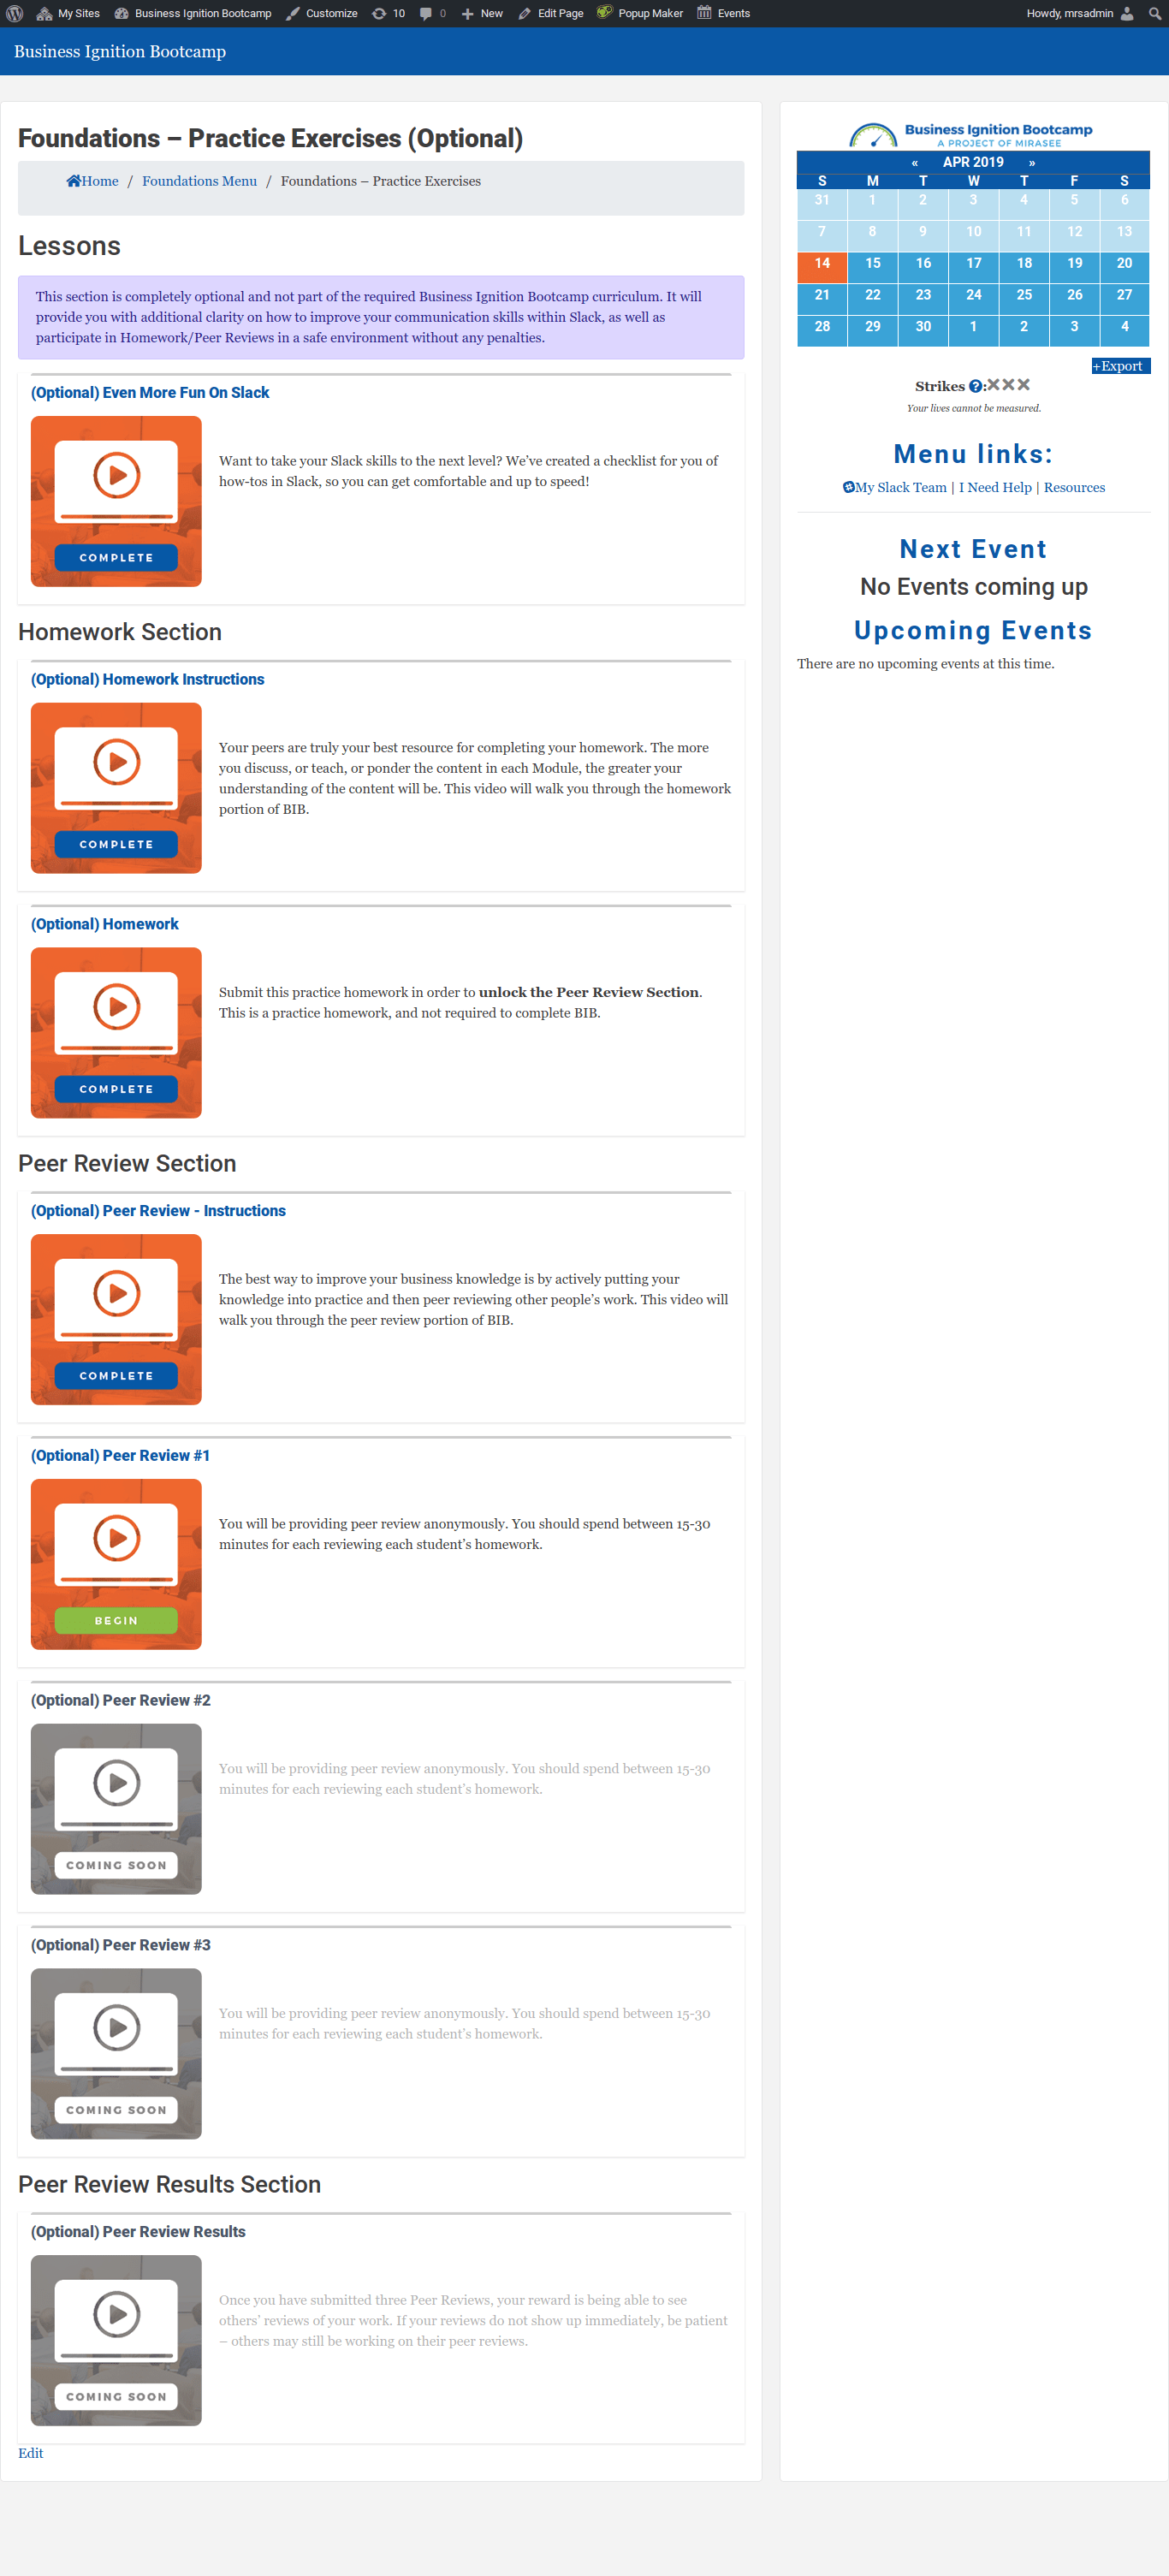 My Sites Business Ignition Bootcamp Customize 10 0 New Edit Page Popup Maker Events Howdy, mrsadmin
Business Ignition Bootcamp
Foundations – Practice Exercises (Optional)
Home / Foundations Menu / Foundations – Practice Exercises
Lessons
This section is completely optional and not part of the required Business Ignition Bootcamp curriculum. It will
provide you with additional clarity on how to improve your communication skills within Slack, as well as
participate in Homework/Peer Reviews in a safe environment without any penalties.
(Optional) Even More Fun On Slack
Want to take your Slack skills to the next level? We’ve created a checklist for you of
how-tos in Slack, so you can get comfortable and up to speed!
COMPLETE
Homework Section
(Optional) Homework Instructions
Your peers are truly your best resource for completing your homework. The more
you discuss, or teach, or ponder the content in each Module, the greater your
understanding of the content will be. This video will walk you through the homework
portion of BIB.
COMPLETE
(Optional) Homework
Submit this practice homework in order to unlock the Peer Review Section.
This is a practice homework, and not required to complete BIB.
COMPLETE
Peer Review Section
(Optional) Peer Review - Instructions
The best way to improve your business knowledge is by actively putting your
knowledge into practice and then peer reviewing other people’s work. This video will
walk you through the peer review portion of BIB.
COMPLETE
(Optional) Peer Review #1
You will be providing peer review anonymously. You should spend between 15-30
minutes for each reviewing each student’s homework.
BEGIN
(Optional) Peer Review #2
You will be providing peer review anonymously. You should spend between 15-30
minutes for each reviewing each student’s homework.
COMING SOON
(Optional) Peer Review #3
You will be providing peer review anonymously. You should spend between 15-30
minutes for each reviewing each student’s homework.
COMING SOON
Peer Review Results Section
(Optional) Peer Review Results
Once you have submitted three Peer Reviews, your reward is being able to see
others’ reviews of your work. If your reviews do not show up immediately, be patient
– others may still be working on their peer reviews.
COMING SOON
Edit
Business Ignition Bootcamp
A PROJECT OF MIRASEE
« APR 2019 »
S M T W T F S
31 1 2 3 4 5 6
7 8 9 10 11 12 13
14 15 16 17 18 19 20
21 22 23 24 25 26 27
28 29 30 1 2 3 4
+Export
Strikes ?:
Your lives cannot be measured.
Menu links:
My Slack Team | I Need Help | Resources
Next Event
No Events coming up
Upcoming Events
There are no upcoming events at this time.